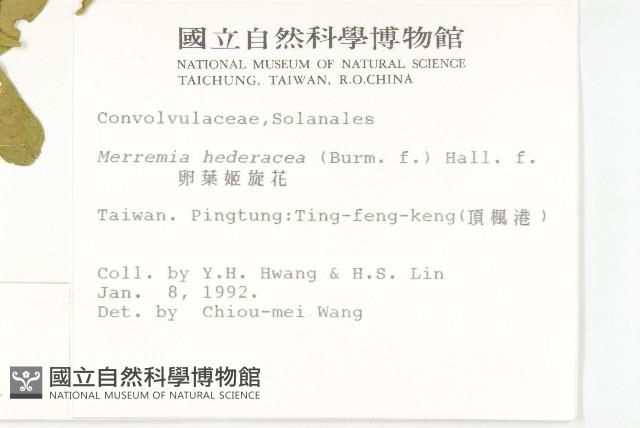 國立自然科學博物館
NATIONAL MUSEUM OF NATURAL SCIENCE
TAICHUNG, TAIWAN, R.O.CHINA
Convolvulaceae,Solanales
Merremia hederacea (Burm. f.) Hall. f.
卵葉姬旋花
Taiwan. Pingtung:Ting-feng-keng(頂楓港)
Coll. by Y.H. Hwang & H.S. Lin
Jan. 8, 1992.
Det. by Chiou-mei Wang
國立自然科學博物館
NATIONAL MUSEUM OF NATURAL SCIENCE